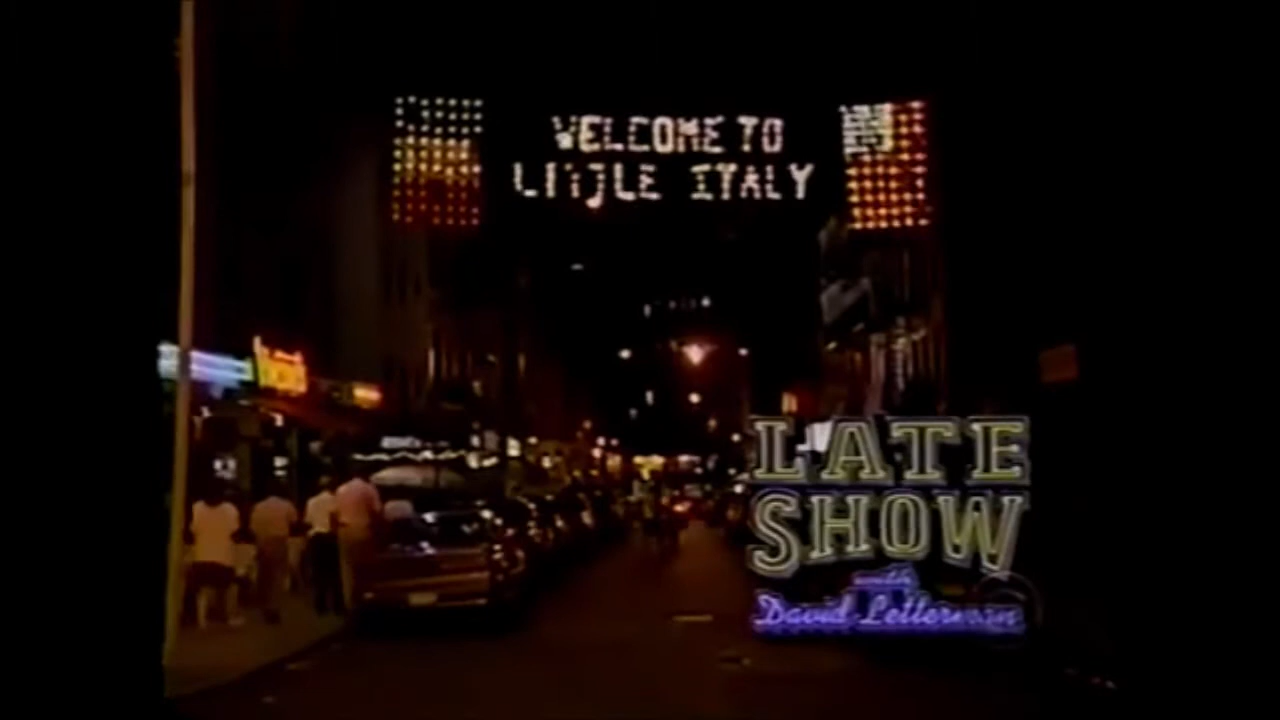 WELCOME TO
LITTLE ITALY
LATE
SHOW
with
David Letterman